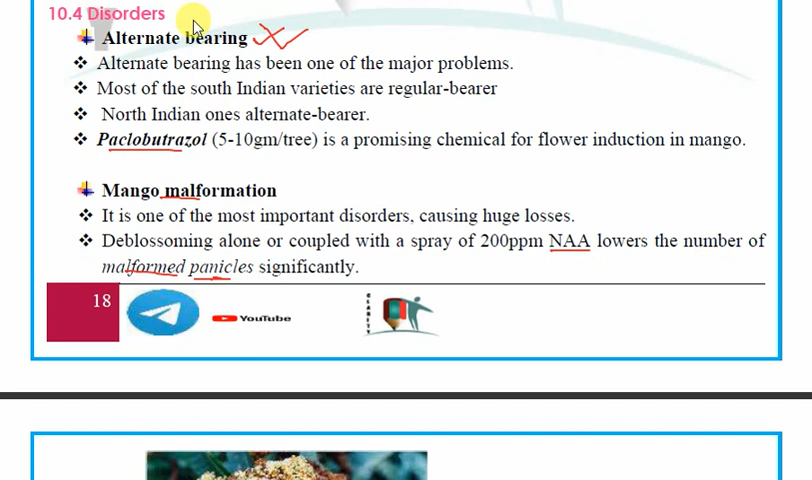 10.4 Disorders
Alternate bearing
Alternate bearing has been one of the major problems.
Most of the south Indian varieties are regular-bearer
North Indian ones alternate-bearer.
Paclobutrazol (5-10gm/tree) is a promising chemical for flower induction in mango.
Mango malformation
It is one of the most important disorders, causing huge losses.
Deblossoming alone or coupled with a spray of 200ppm NAA lowers the number of
malformed panicles significantly.
18
YouTube